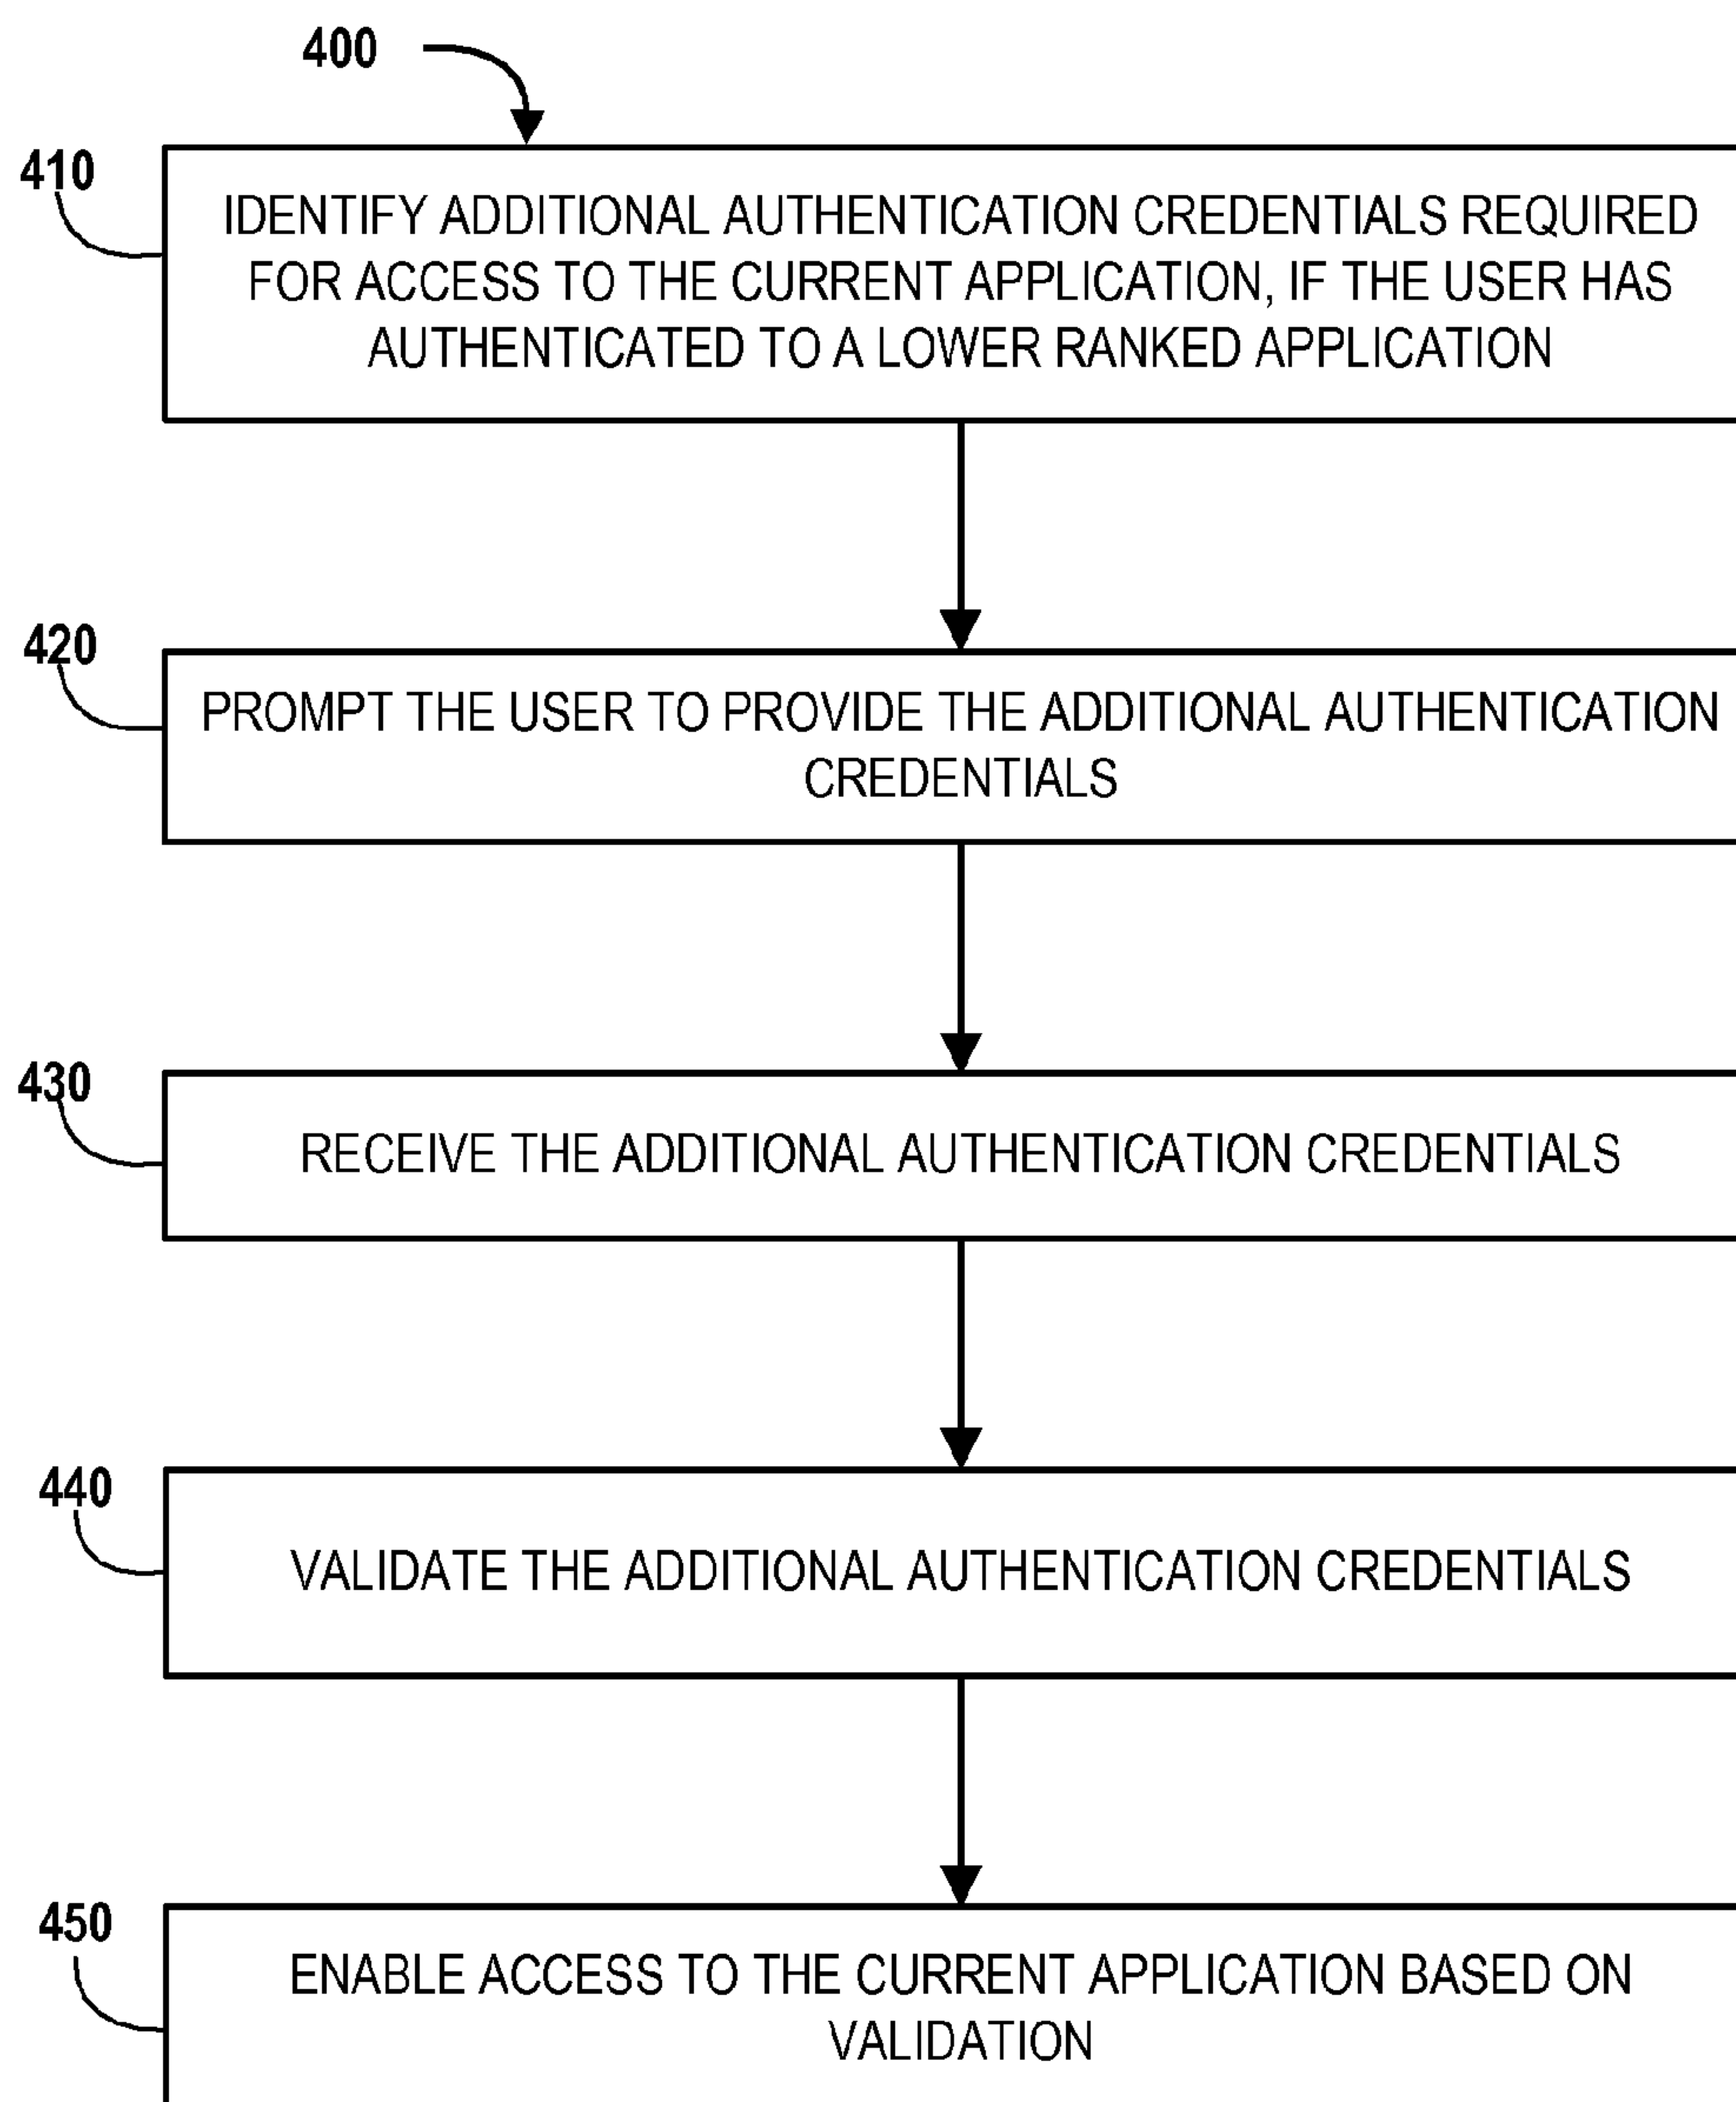 400
410
IDENTIFY ADDITIONAL AUTHENTICATION CREDENTIALS REQUIRED
FOR ACCESS TO THE CURRENT APPLICATION, IF THE USER HAS
AUTHENTICATED TO A LOWER RANKED APPLICATION
420
PROMPT THE USER TO PROVIDE THE ADDITIONAL AUTHENTICATION
CREDENTIALS
430
RECEIVE THE ADDITIONAL AUTHENTICATION CREDENTIALS
440
VALIDATE THE ADDITIONAL AUTHENTICATION CREDENTIALS
450
ENABLE ACCESS TO THE CURRENT APPLICATION BASED ON
VALIDATION